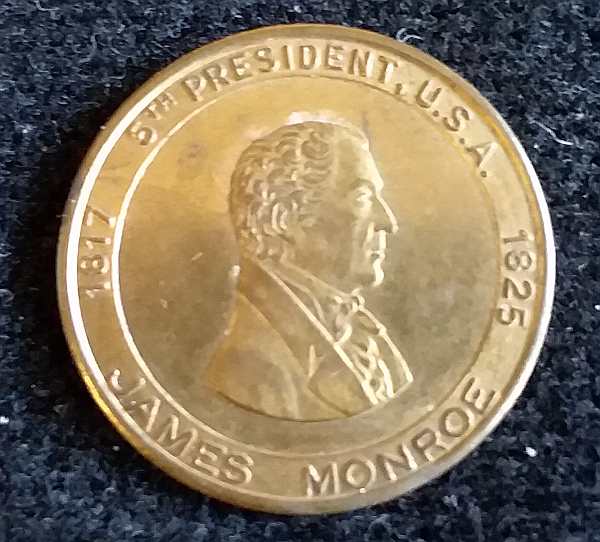 5TH PRESIDENT, U.S.A.
1817
1825
JAMES MONROE